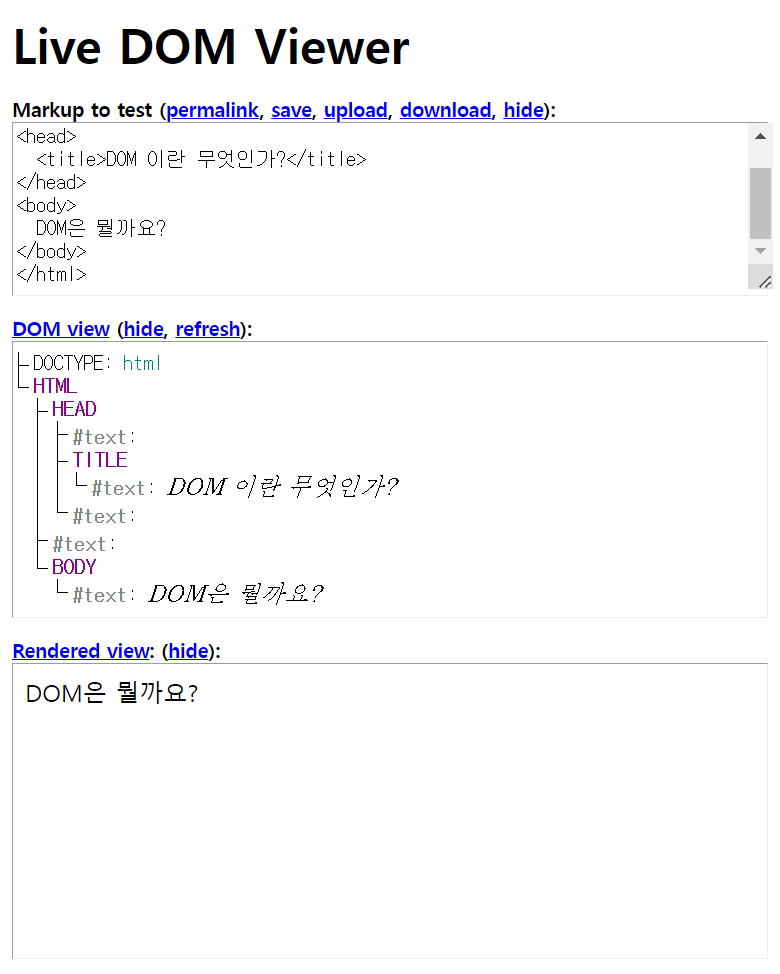 Live DOM Viewer
Markup to test (permalink, save, upload, download, hide):
<head>
  <title>DOM 이란 무엇인가?</title>
</head>
<body>
  DOM은 뭘까요?
</body>
</html>
DOM view (hide, refresh):
DOCTYPE: html
HTML
HEAD
#text:
TITLE
#text: DOM 이란 무엇인가?
#text:
#text:
BODY
#text: DOM은 뭘까요?
Rendered view: (hide):
DOM은 뭘까요?